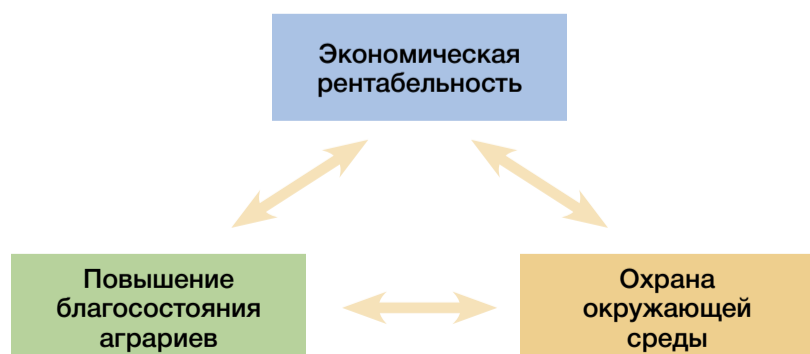 Экономическая
рентабельность
Повышение
благосостояния
аграриев
Охрана
окружающей
среды